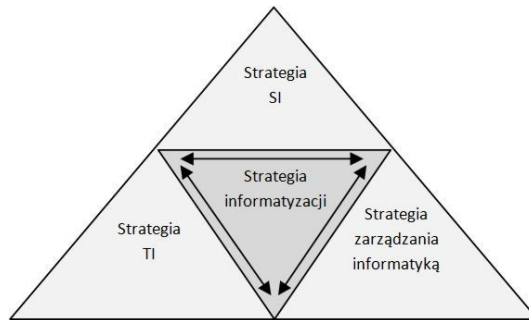 Strategia
SI
Strategia
informatyzacji
Strategia
TI
Strategia
zarządzania
informatyką